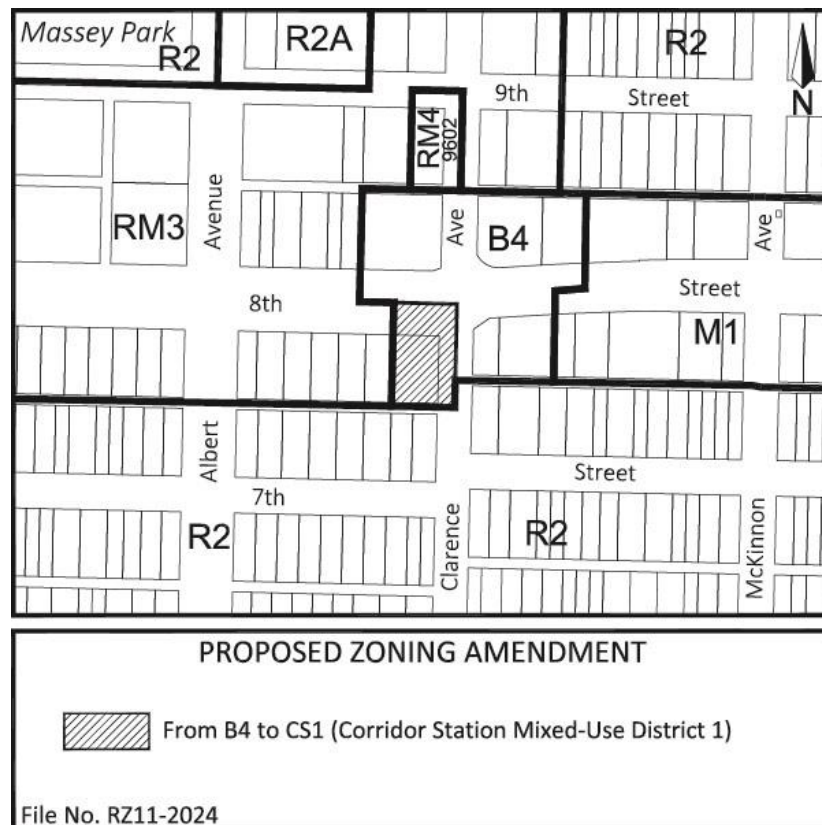 Massey Park
R2
R2A
R2
9th
Street
N
RM4
9602
RM3
Avenue
Ave
B4
Ave
8th
Street
M1
Albert
7th
Street
R2
Clarence
R2
McKinnon
PROPOSED ZONING AMENDMENT
From B4 to CS1 (Corridor Station Mixed-Use District 1)
File No. RZ11-2024